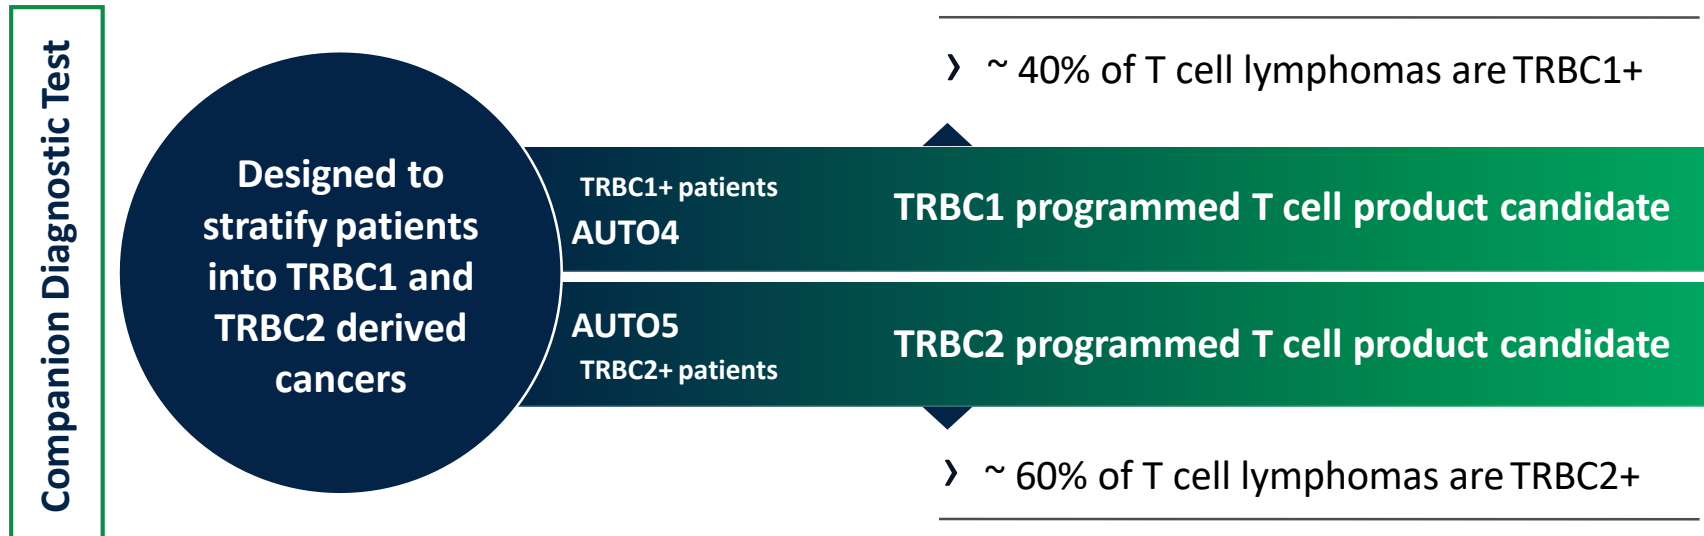 Companion Diagnostic Test
Designed to
stratify patients
into TRBC1 and
TRBC2 derived
cancers
› ~ 40% of T cell lymphomas are TRBC1+
TRBC1+ patients
AUTO4
TRBC1 programmed T cell product candidate
AUTO5
TRBC2+ patients
TRBC2 programmed T cell product candidate
› ~ 60% of T cell lymphomas are TRBC2+